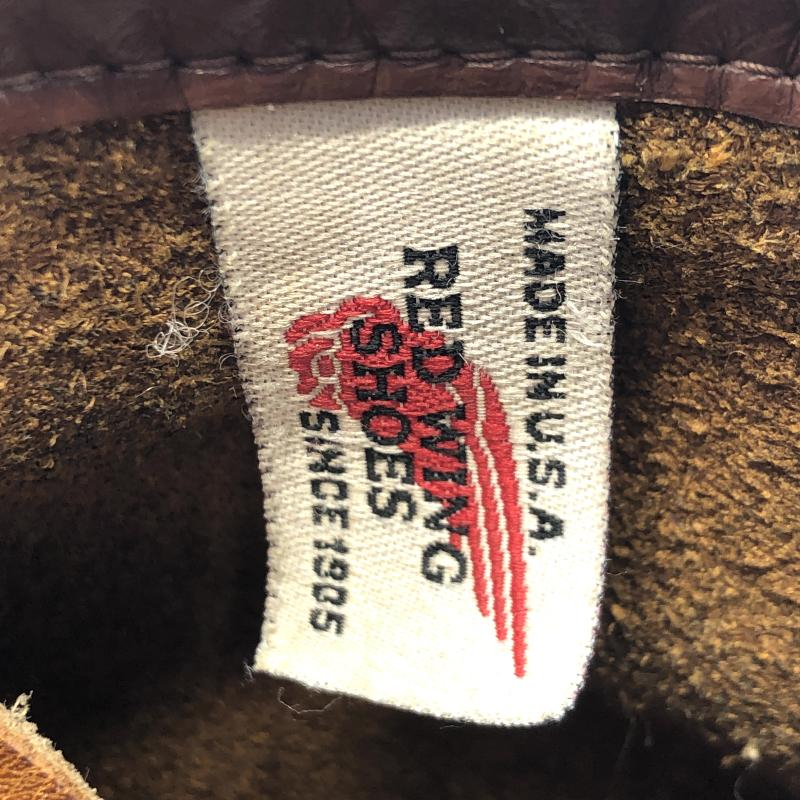 MADE IN U.S.A.
RED WING
SHOES
SINCE 1905